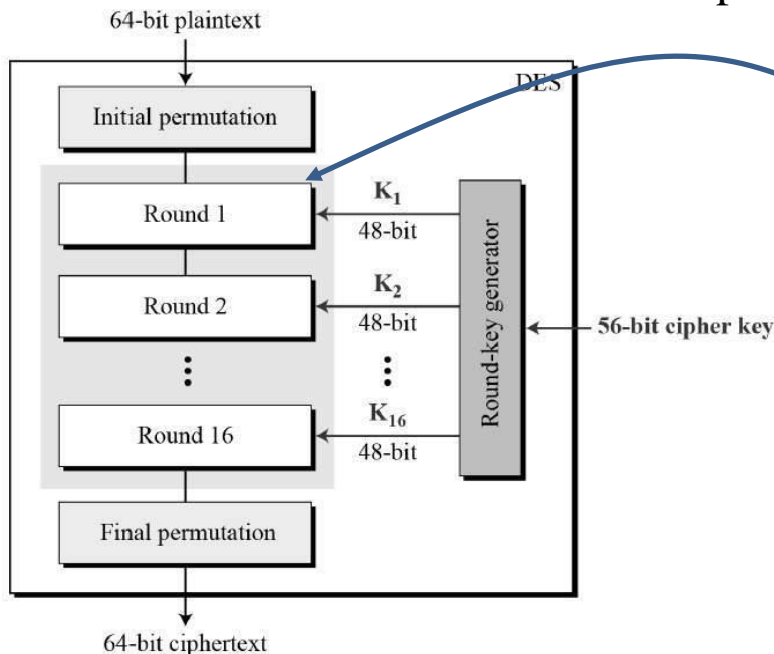 p
64-bit plaintext
DES
Initial permutation
K1
Round 1
48-bit
K2
Round 2
48-bit
56-bit cipher key
Round-key generator
K16
Round 16
48-bit
Final permutation
64-bit ciphertext